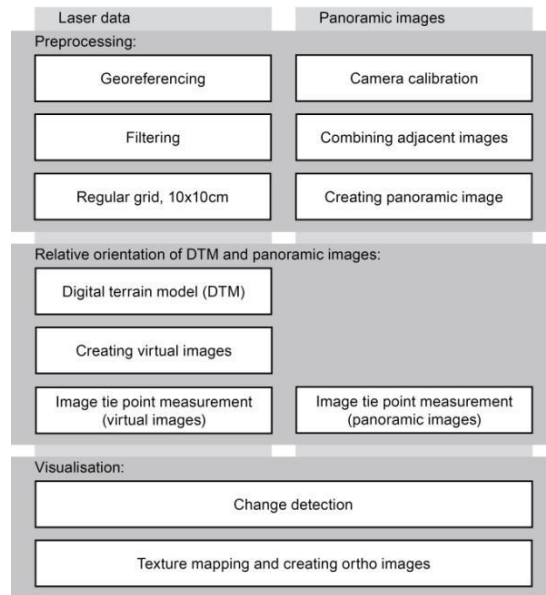 Laser data
Panoramic images
Preprocessing:
Georeferencing
Camera calibration
Filtering
Combining adjacent images
Regular grid, 10x10cm
Creating panoramic image
Relative orientation of DTM and panoramic images:
Digital terrain model (DTM)
Creating virtual images
Image tie point measurement
(virtual images)
Image tie point measurement
(panoramic images)
Visualisation:
Change detection
Texture mapping and creating ortho images